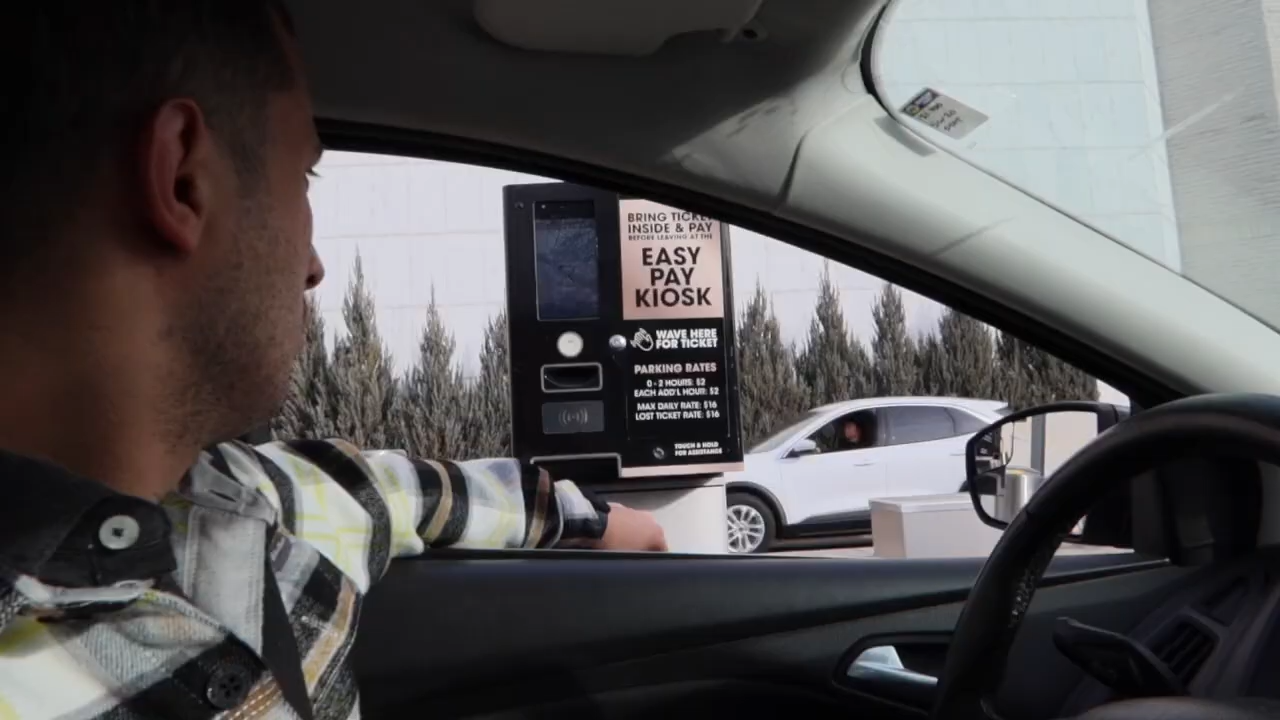 BRING TICKET
INSIDE & PAY
BEFORE LEAVING AT THE
EASY
PAY
KIOSK
WAVE HERE
FOR TICKET
PARKING RATES
0 - 2 HOURS: $2
EACH ADD'L HOUR: $2
MAX DAILY RATE: $16
LOST TICKET RATE: $16
TOUCH & HOLD
FOR ASSISTANCE